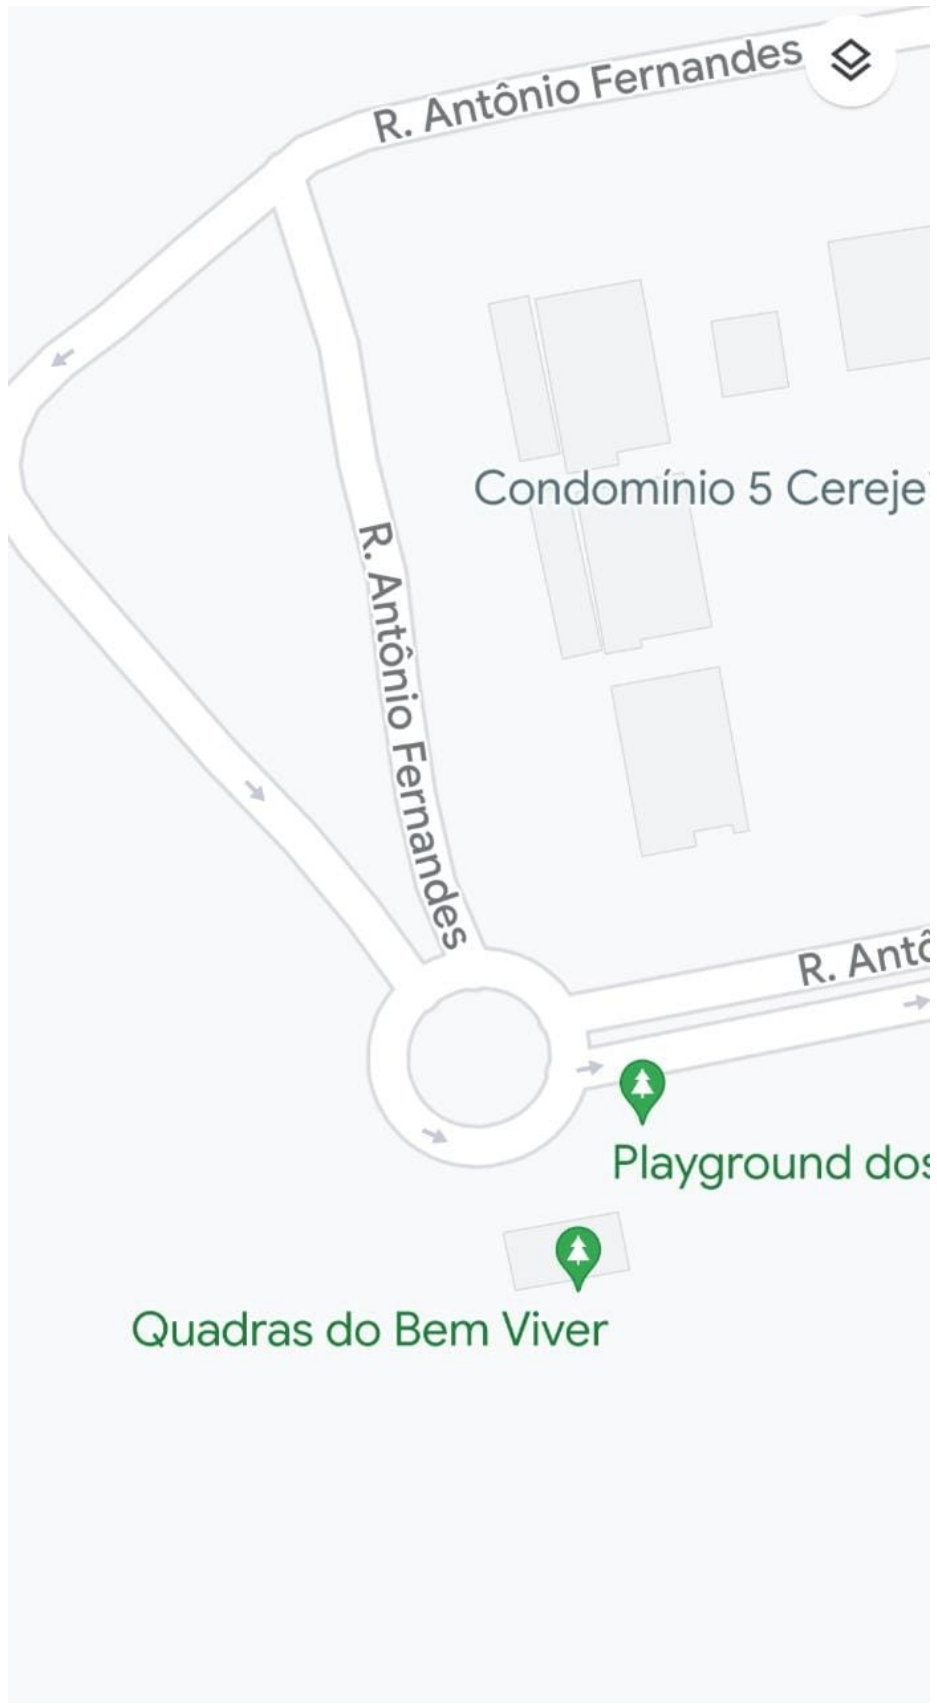 R. Antônio Fernandes
Condomínio 5 Cereje
R. Antônio Fernandes
R. Antô
Playground dos
Quadras do Bem Viver